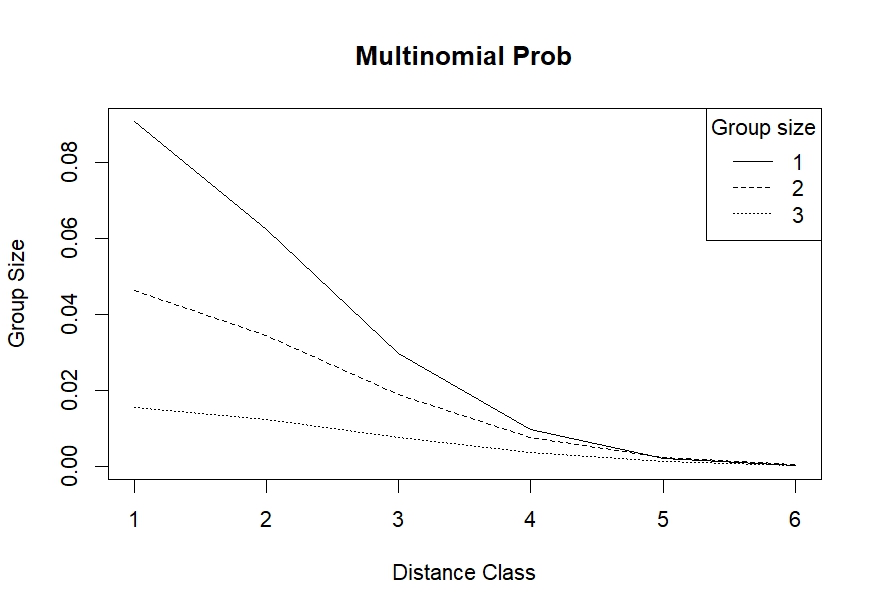 Multinomial Prob
Group size
1
2
3
Group Size
0.08
0.06
0.04
0.02
0.00
1 2 3 4 5 6
Distance Class